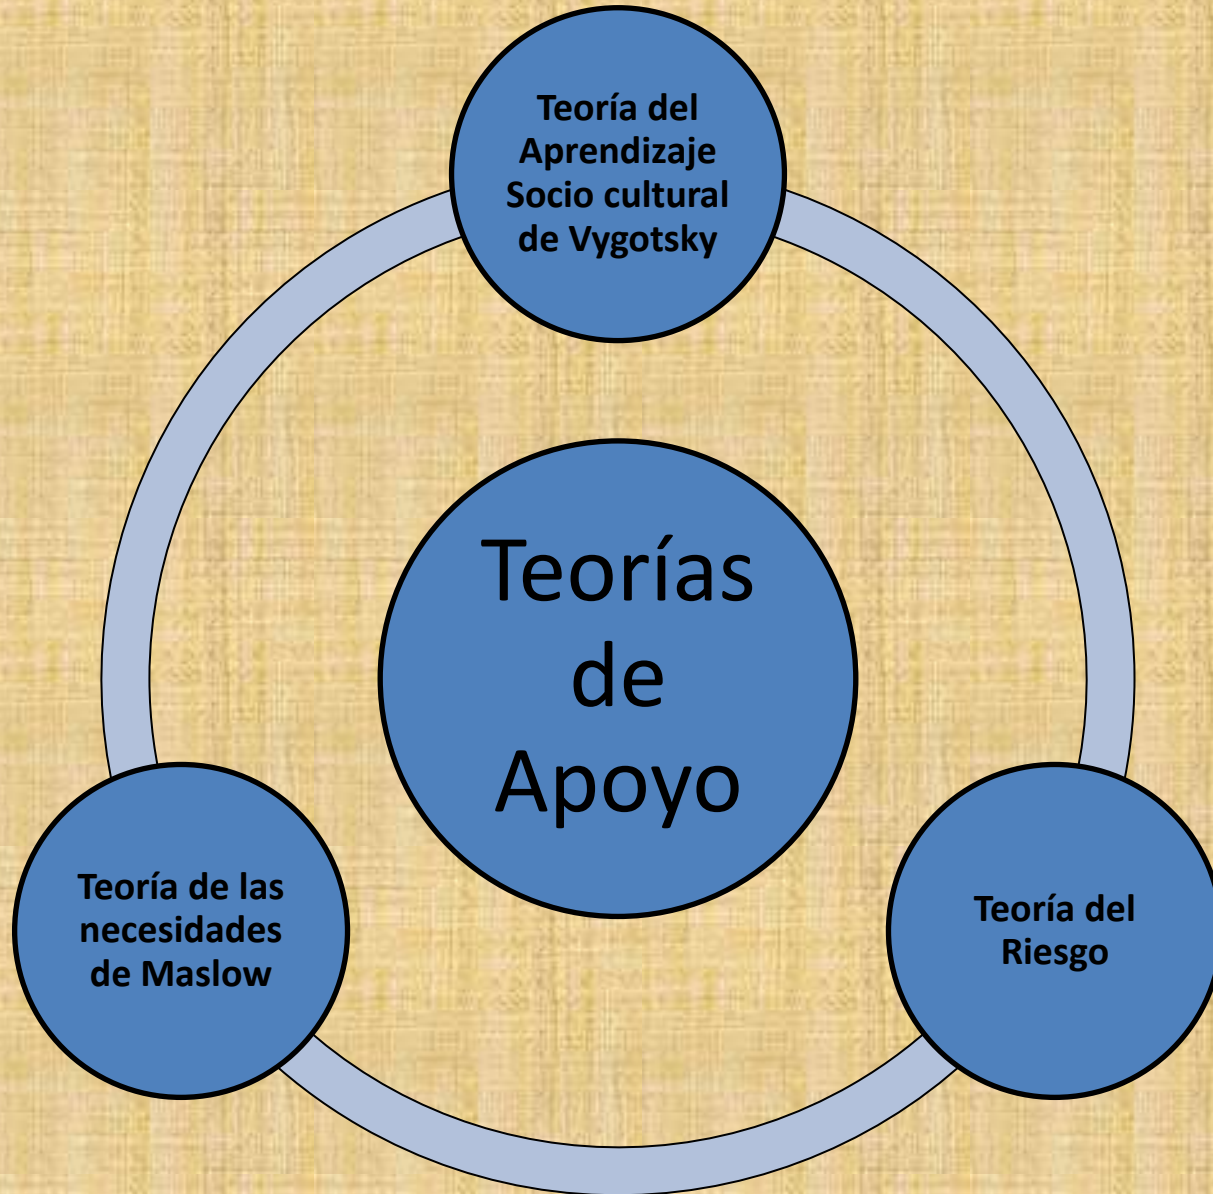 Teoría del
Aprendizaje
Socio cultural
de Vygotsky
Teorías
de
Apoyo
Teoría de las
necesidades
de Maslow
Teoría del
Riesgo